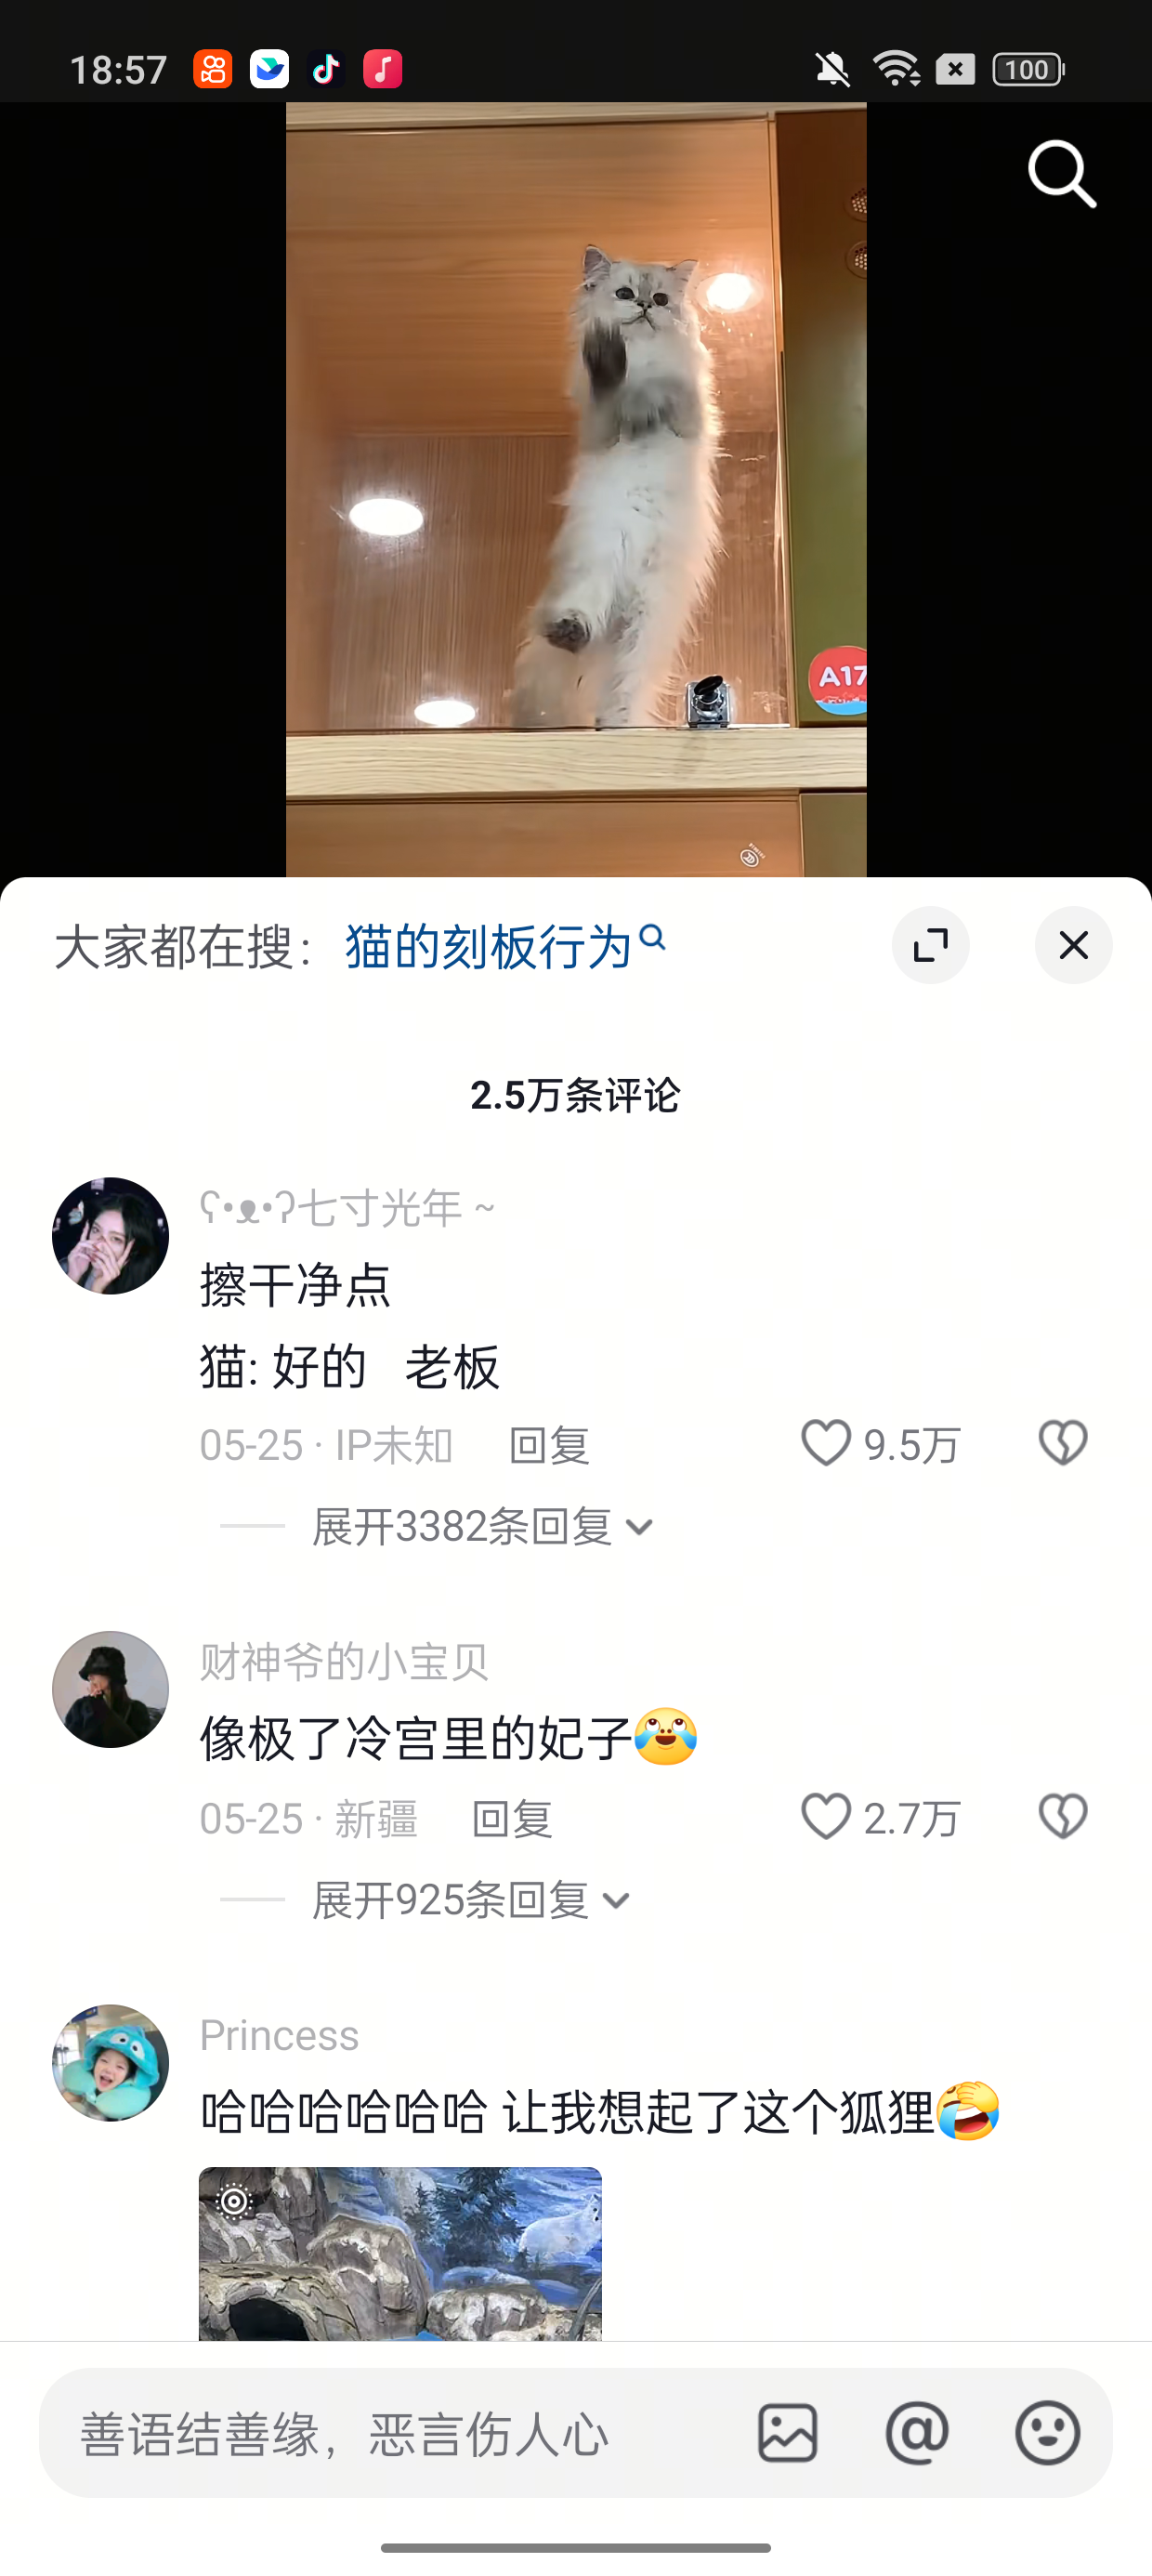 18:57
100
A17
大家都在搜：猫的刻板行为
2.5万条评论
ʕ•ᴥ•ʔ七寸光年 ~
擦干净点
猫: 好的 老板
05-25 · IP未知 回复 9.5万
展开3382条回复
财神爷的小宝贝
像极了冷宫里的妃子😂
05-25 · 新疆 回复 2.7万
展开925条回复
Princess
哈哈哈哈哈哈 让我想起了这个狐狸🤣
善语结善缘，恶言伤人心